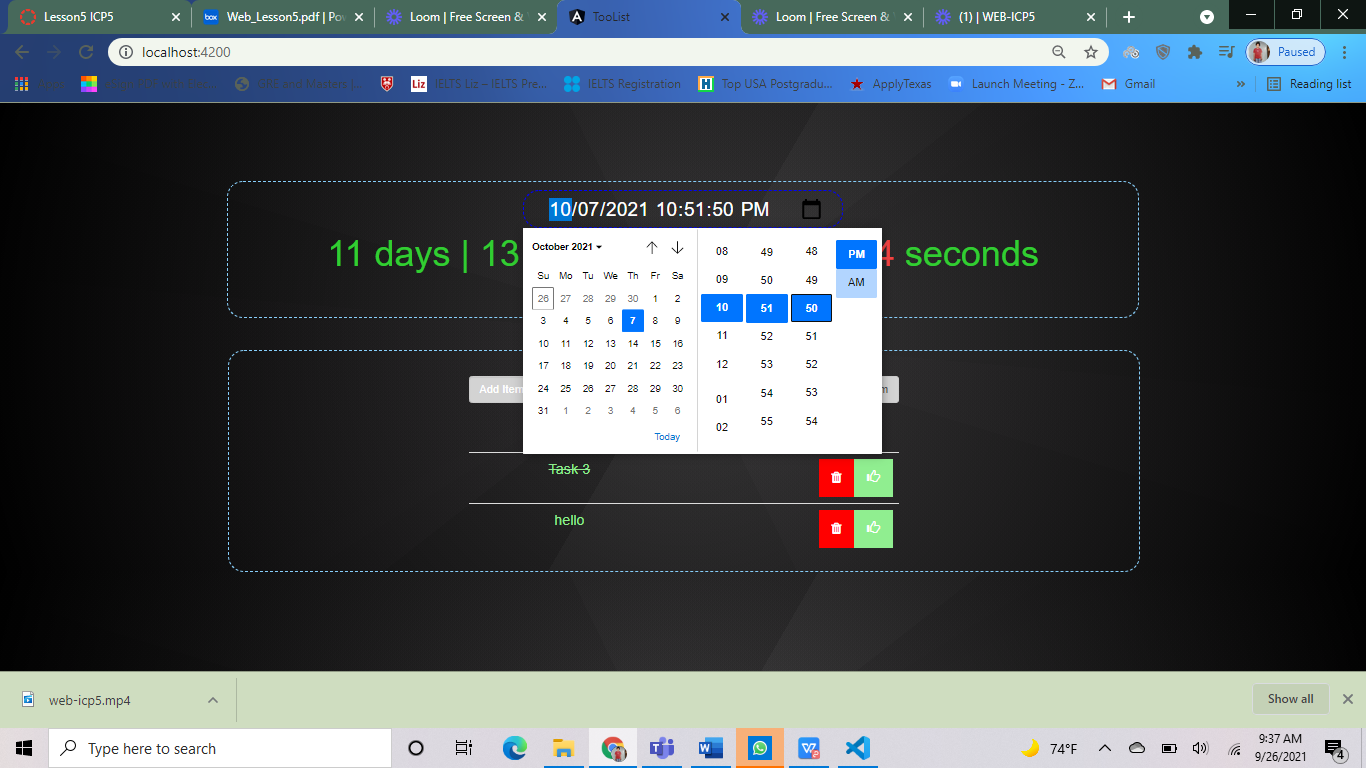 Lesson5 ICP5
box Web_Lesson5.pdf | Po
Loom | Free Screen &
TooList
Loom | Free Screen &
(1) | WEB-ICP5
localhost:4200
Paused
Liz IELTS Liz – IELTS Pre...
IELTS Registration
H Top USA Postgradu...
ApplyTexas
Launch Meeting - Z...
Gmail
»
Reading list
10/07/2021 10:51:50 PM
11 days | 13
4 seconds
October 2021
Su Mo Tu We Th Fr Sa
26 27 28 29 30 1 2
3 4 5 6 7 8 9
10 11 12 13 14 15 16
17 18 19 20 21 22 23
24 25 26 27 28 29 30
31 1 2 3 4 5 6
Today
08 49 48 PM
09 50 49 AM
10 51 50
11 52 51
12 53 52
01 54 53
02 55 54
Add Item
m
Task 3
hello
web-icp5.mp4
Show all
Type here to search
74°F
9:37 AM
9/26/2021
4